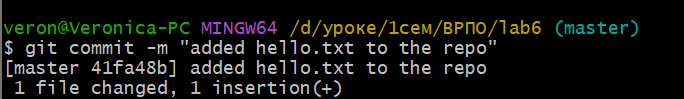 veron@Veronica-PC MINGW64 /d/уроке/1сем/ВРПО/lab6 (master)
$ git commit -m "added hello.txt to the repo"
[master 41fa48b] added hello.txt to the repo
 1 file changed, 1 insertion(+)